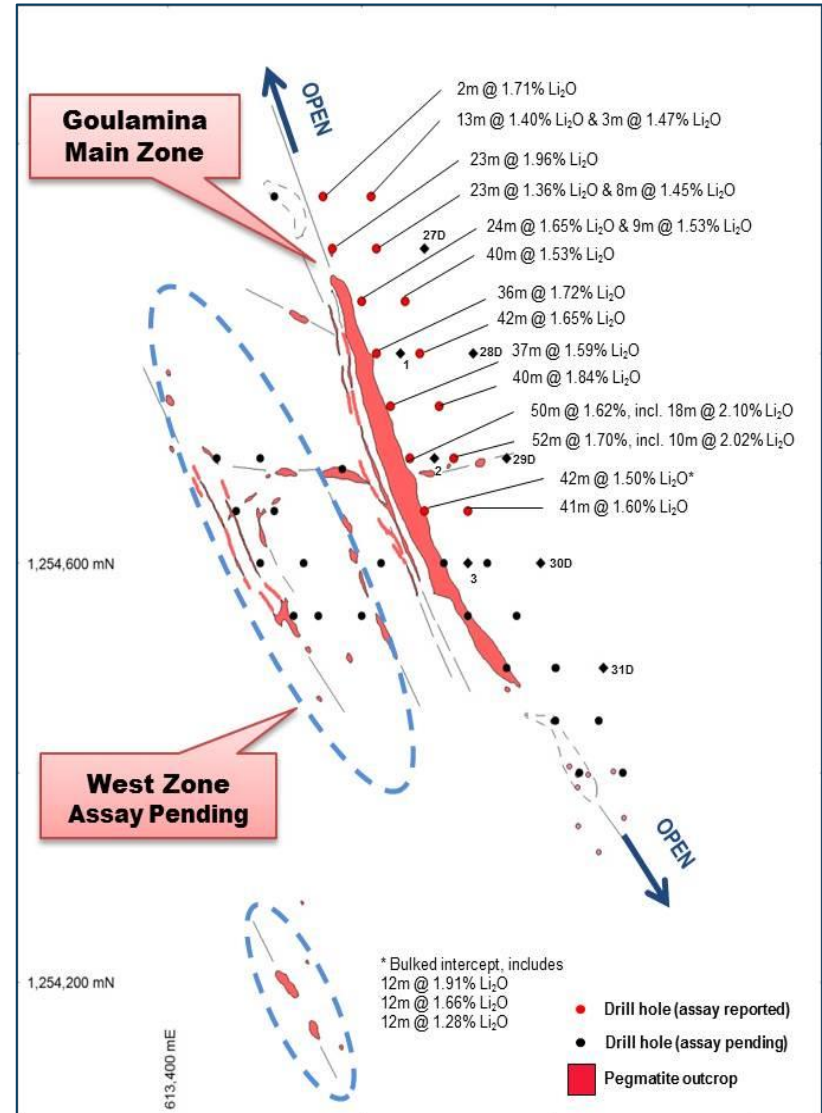 OPEN
Goulamina
Main Zone
2m @ 1.71% Li₂O
13m @ 1.40% Li₂O & 3m @ 1.47% Li₂O
23m @ 1.96% Li₂O
23m @ 1.36% Li₂O & 8m @ 1.45% Li₂O
24m @ 1.65% Li₂O & 9m @ 1.53% Li₂O
27D
40m @ 1.53% Li₂O
36m @ 1.72% Li₂O
42m @ 1.65% Li₂O
1
28D
37m @ 1.59% Li₂O
40m @ 1.84% Li₂O
50m @ 1.62%, incl. 18m @ 2.10% Li₂O
52m @ 1.70%, incl. 10m @ 2.02% Li₂O
2
29D
42m @ 1.50% Li₂O*
41m @ 1.60% Li₂O
1,254,600 mN
3
30D
31D
West Zone
Assay Pending
OPEN
1,254,200 mN
613,400 mE
* Bulked intercept, includes
12m @ 1.91% Li₂O
12m @ 1.66% Li₂O
12m @ 1.28% Li₂O
Drill hole (assay reported)
Drill hole (assay pending)
Pegmatite outcrop